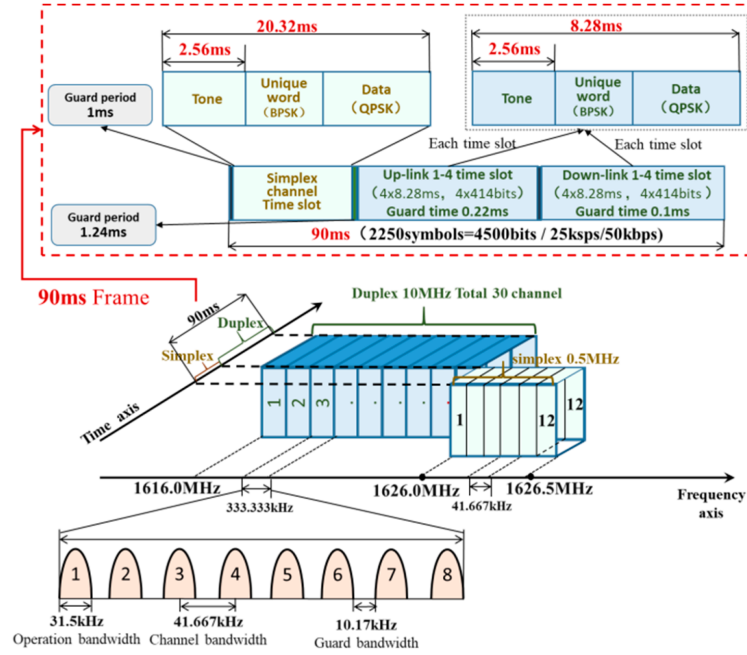 20.32ms
8.28ms
2.56ms
2.56ms
Tone
Unique
word
(BPSK)
Data
(QPSK)
Tone
Unique
word
(BPSK)
Data
(QPSK)
Guard period
1ms
Each time slot
Each time slot
Simplex
channel
Time slot
Up-link 1-4 time slot
(4x8.28ms, 4x414bits)
Guard time 0.22ms
Down-link 1-4 time slot
(4x8.28ms, 4x414bits)
Guard time 0.1ms
Guard period
1.24ms
90ms（2250symbols=4500bits / 25ksps/50kbps)
90ms Frame
90ms
Duplex
Simplex
Time axis
Duplex 10MHz Total 30 channel
simplex 0.5MHz
1 2 3 . . . . . .
1 12 12
1616.0MHz
333.333kHz
1626.0MHz
41.667kHz
1626.5MHz
Frequency
axis
1 2 3 4 5 6 7 8
31.5kHz
Operation bandwidth
41.667kHz
Channel bandwidth
10.17kHz
Guard bandwidth